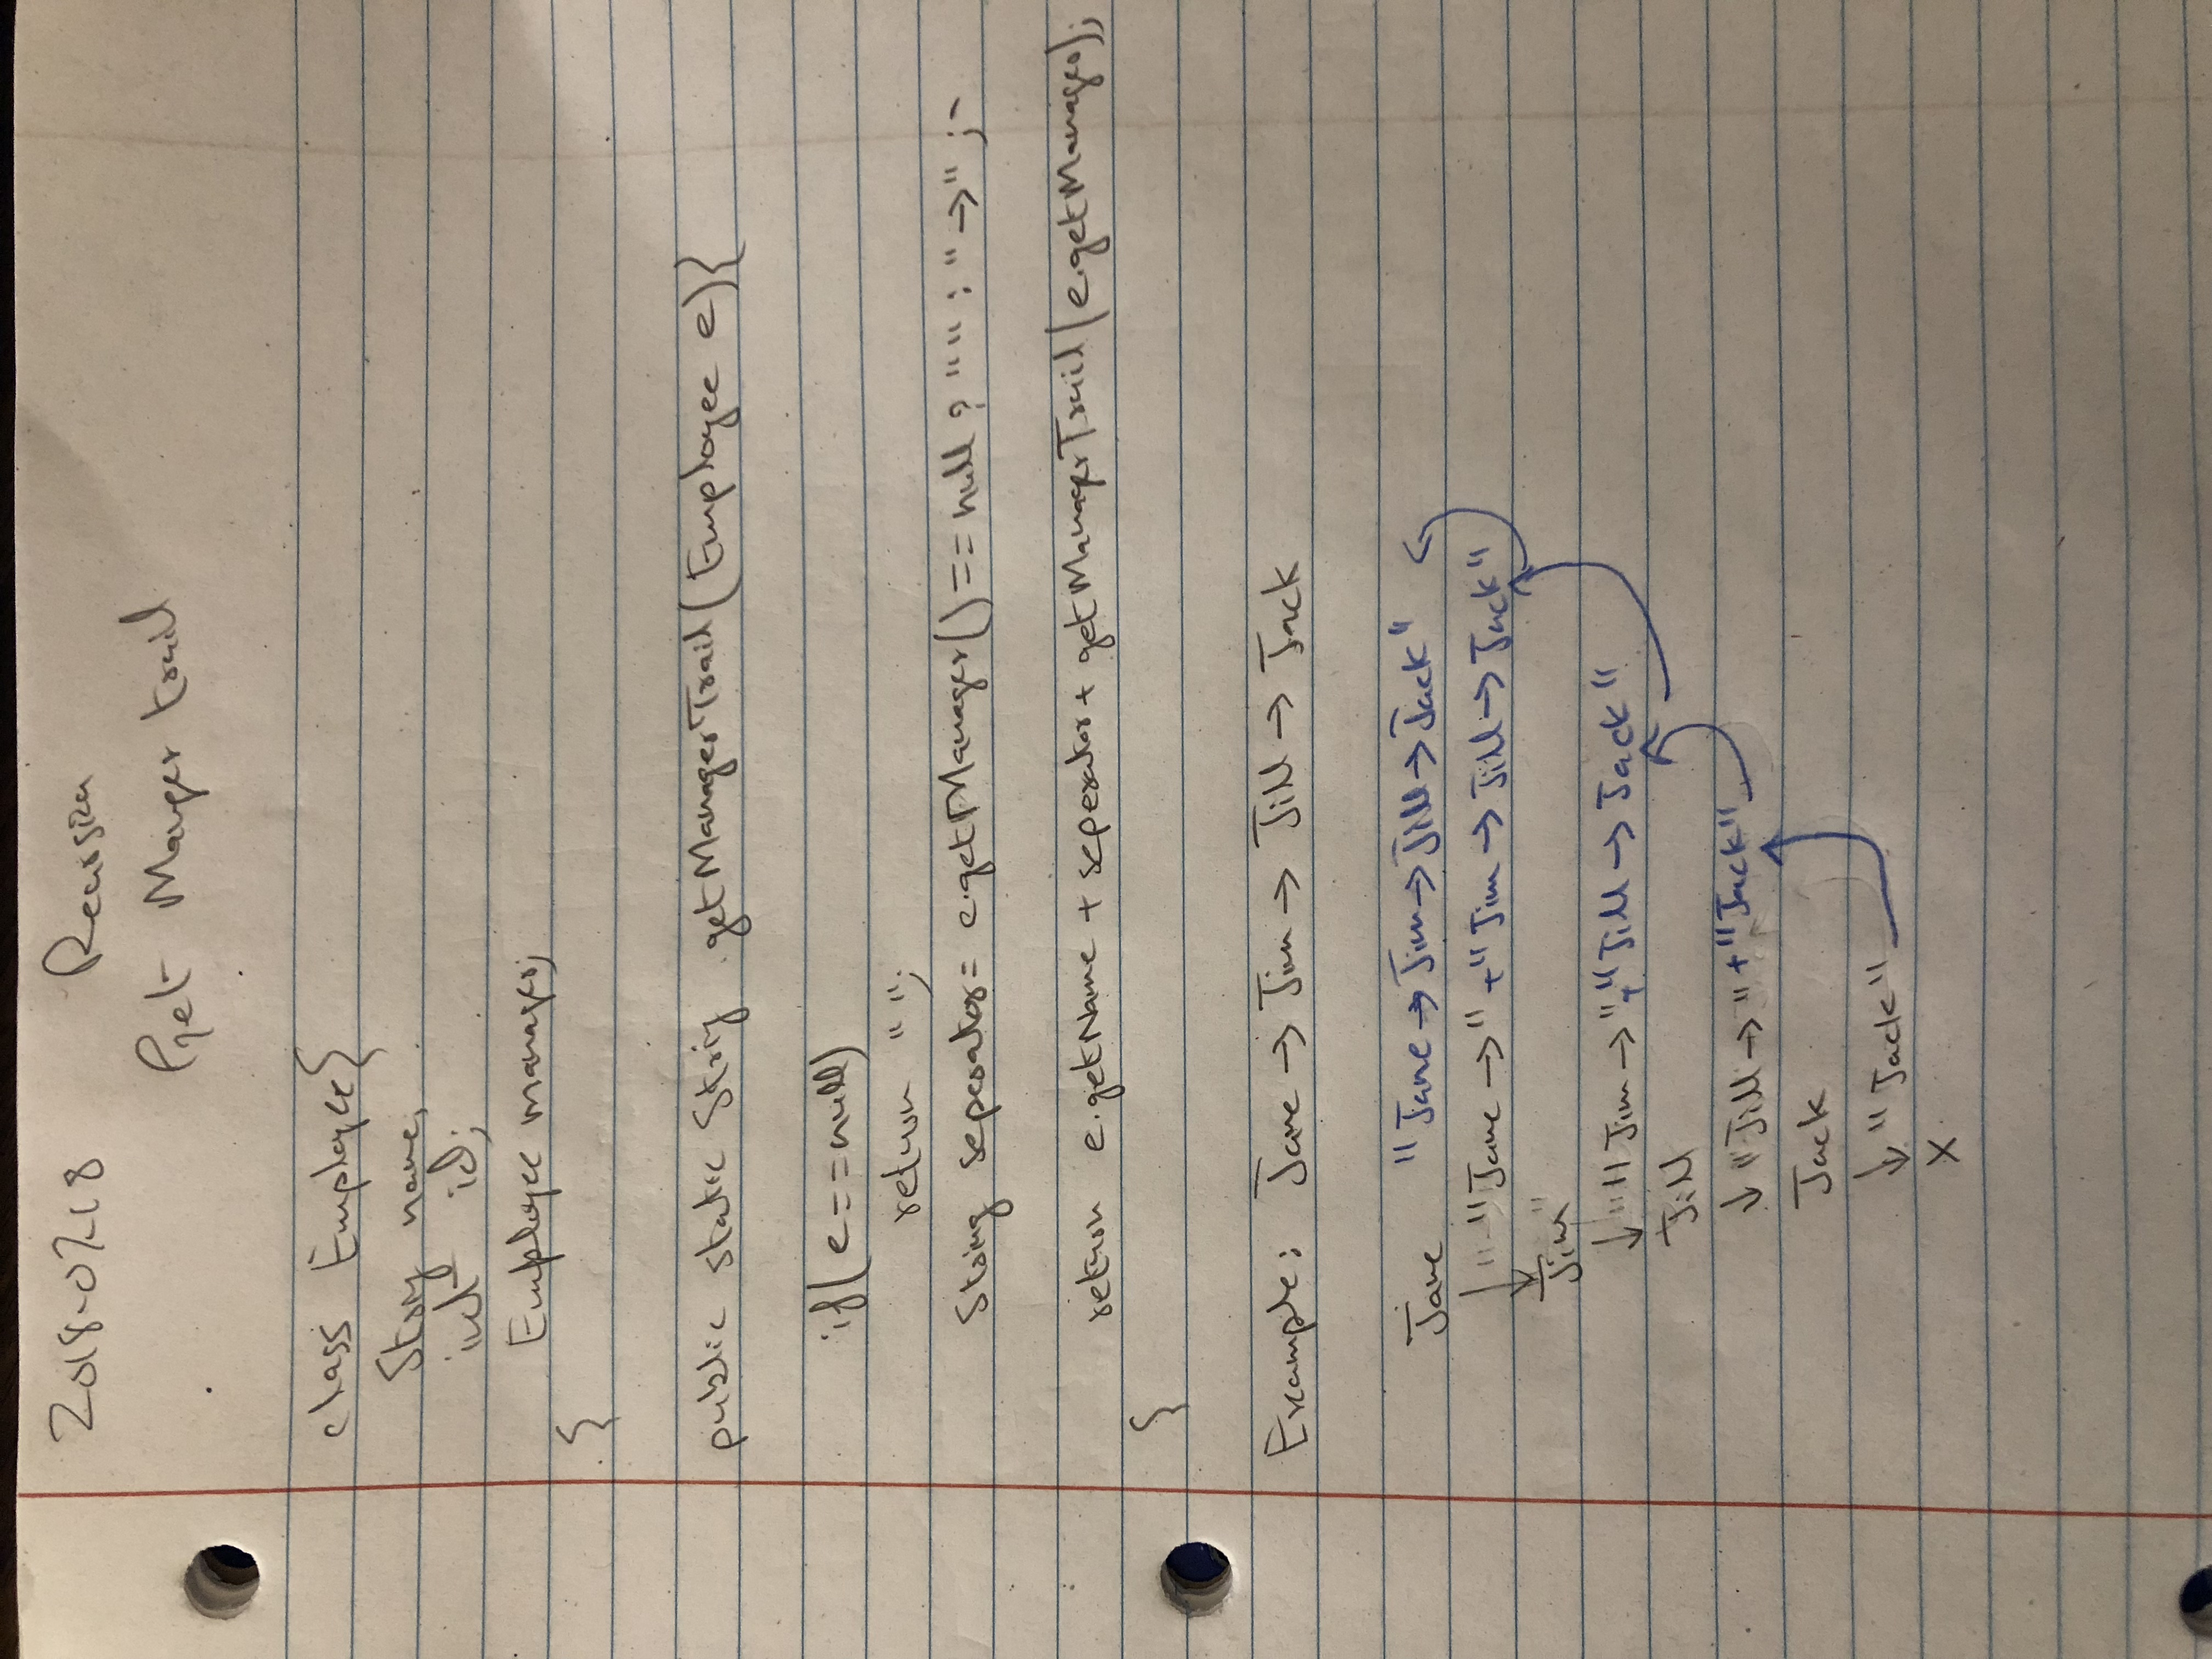 2018-07-18 Recursion
Get Manger trail
class Employee{
String name;
int id;
Employee manager;
}
public static String getManagerTrail(Employee e){
if(e==null)
return "";
String seperator= e.getManager()==null ? "" : "→";
return e.getName + seperator+ getManagerTrail(e.getManager);
}
Example: Jane → Jim → Jill → Jack
Jane "Jane → Jim → Jill → Jack"
↓ "Jane →" + "Jim → Jill → Jack"
Jim
↓ "Jim →" + "Jill → Jack"
Jill
↓ "Jill →" + "Jack"
Jack
↓ "Jack"
X